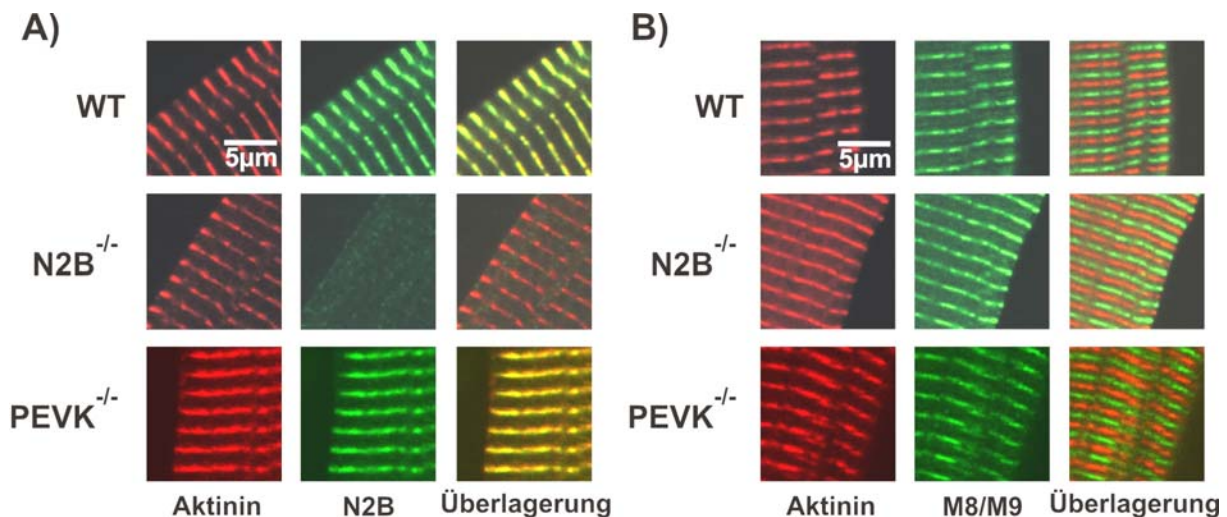 A)
WT
5µm
N2B-/-
PEVK-/-
Aktinin N2B Überlagerung
B)
WT
5µm
N2B-/-
PEVK-/-
Aktinin M8/M9 Überlagerung